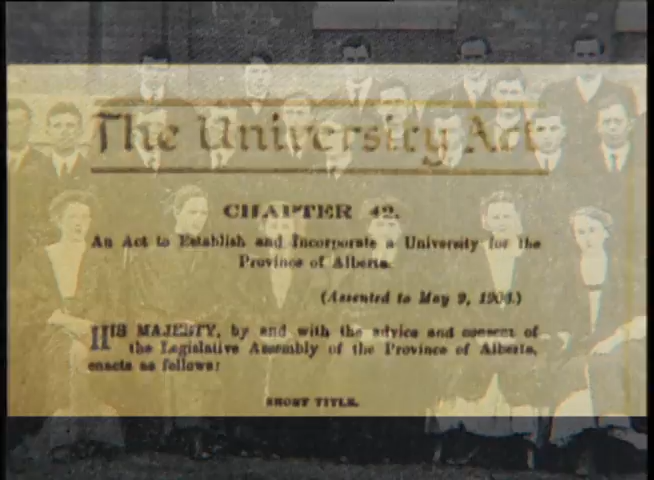 The University Act
CHAPTER 42.
An Act to Establish and Incorporate a University for the
Province of Alberta.
(Assented to May 9, 1906.)
HIS MAJESTY, by and with the advice and consent of
the Legislative Assembly of the Province of Alberta,
enacts as follows:
SHORT TITLE.